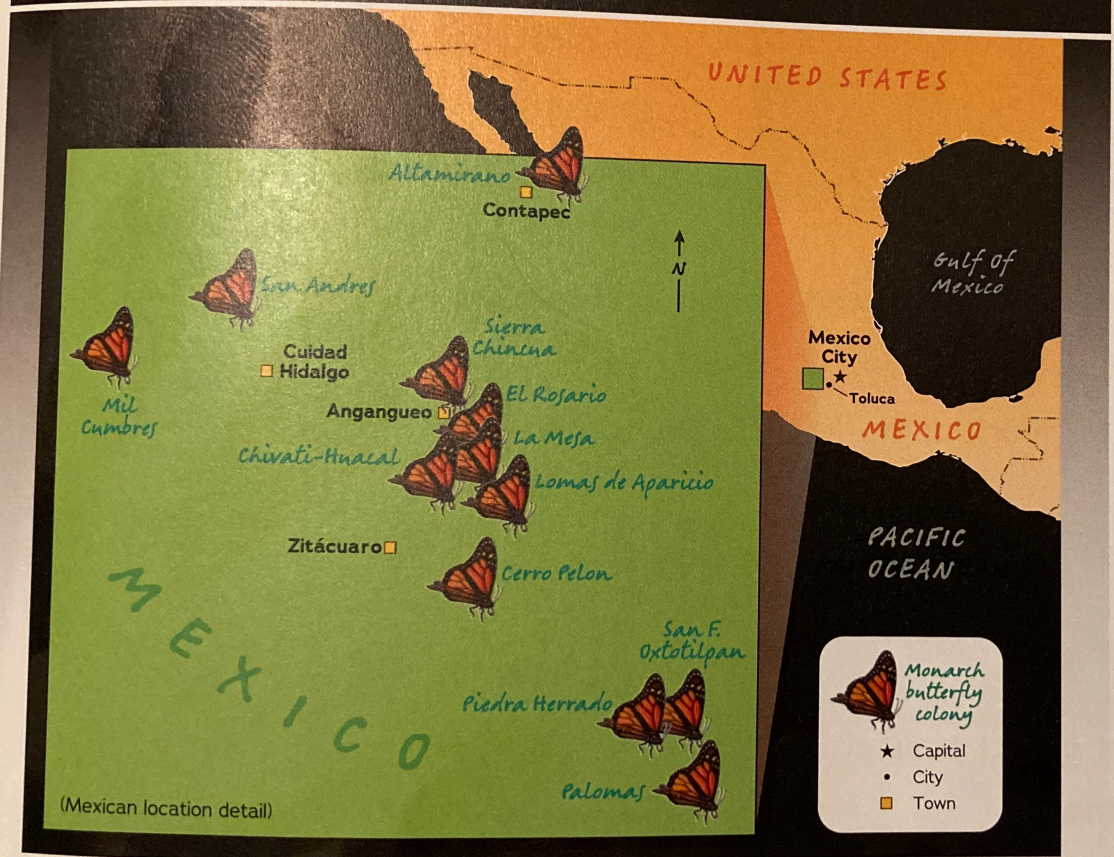 UNITED STATES
Altamirano
Contapec
N
San Andres
Gulf Of
Mexico
Sierra
Chincua
Cuidad
Hidalgo
Mexico
City
Toluca
Mil
Cumbres
El Rosario
Angangueo
MEXICO
La Mesa
Chivati-Huacal
Lomas de Aparicio
Zitácuaro
PACIFIC
OCEAN
Cerro Pelon
MEXICO
San F.
Oxtotilpan
Piedra Herrado
Palomas
(Mexican location detail)
Monarch
butterfly
colony
Capital
City
Town